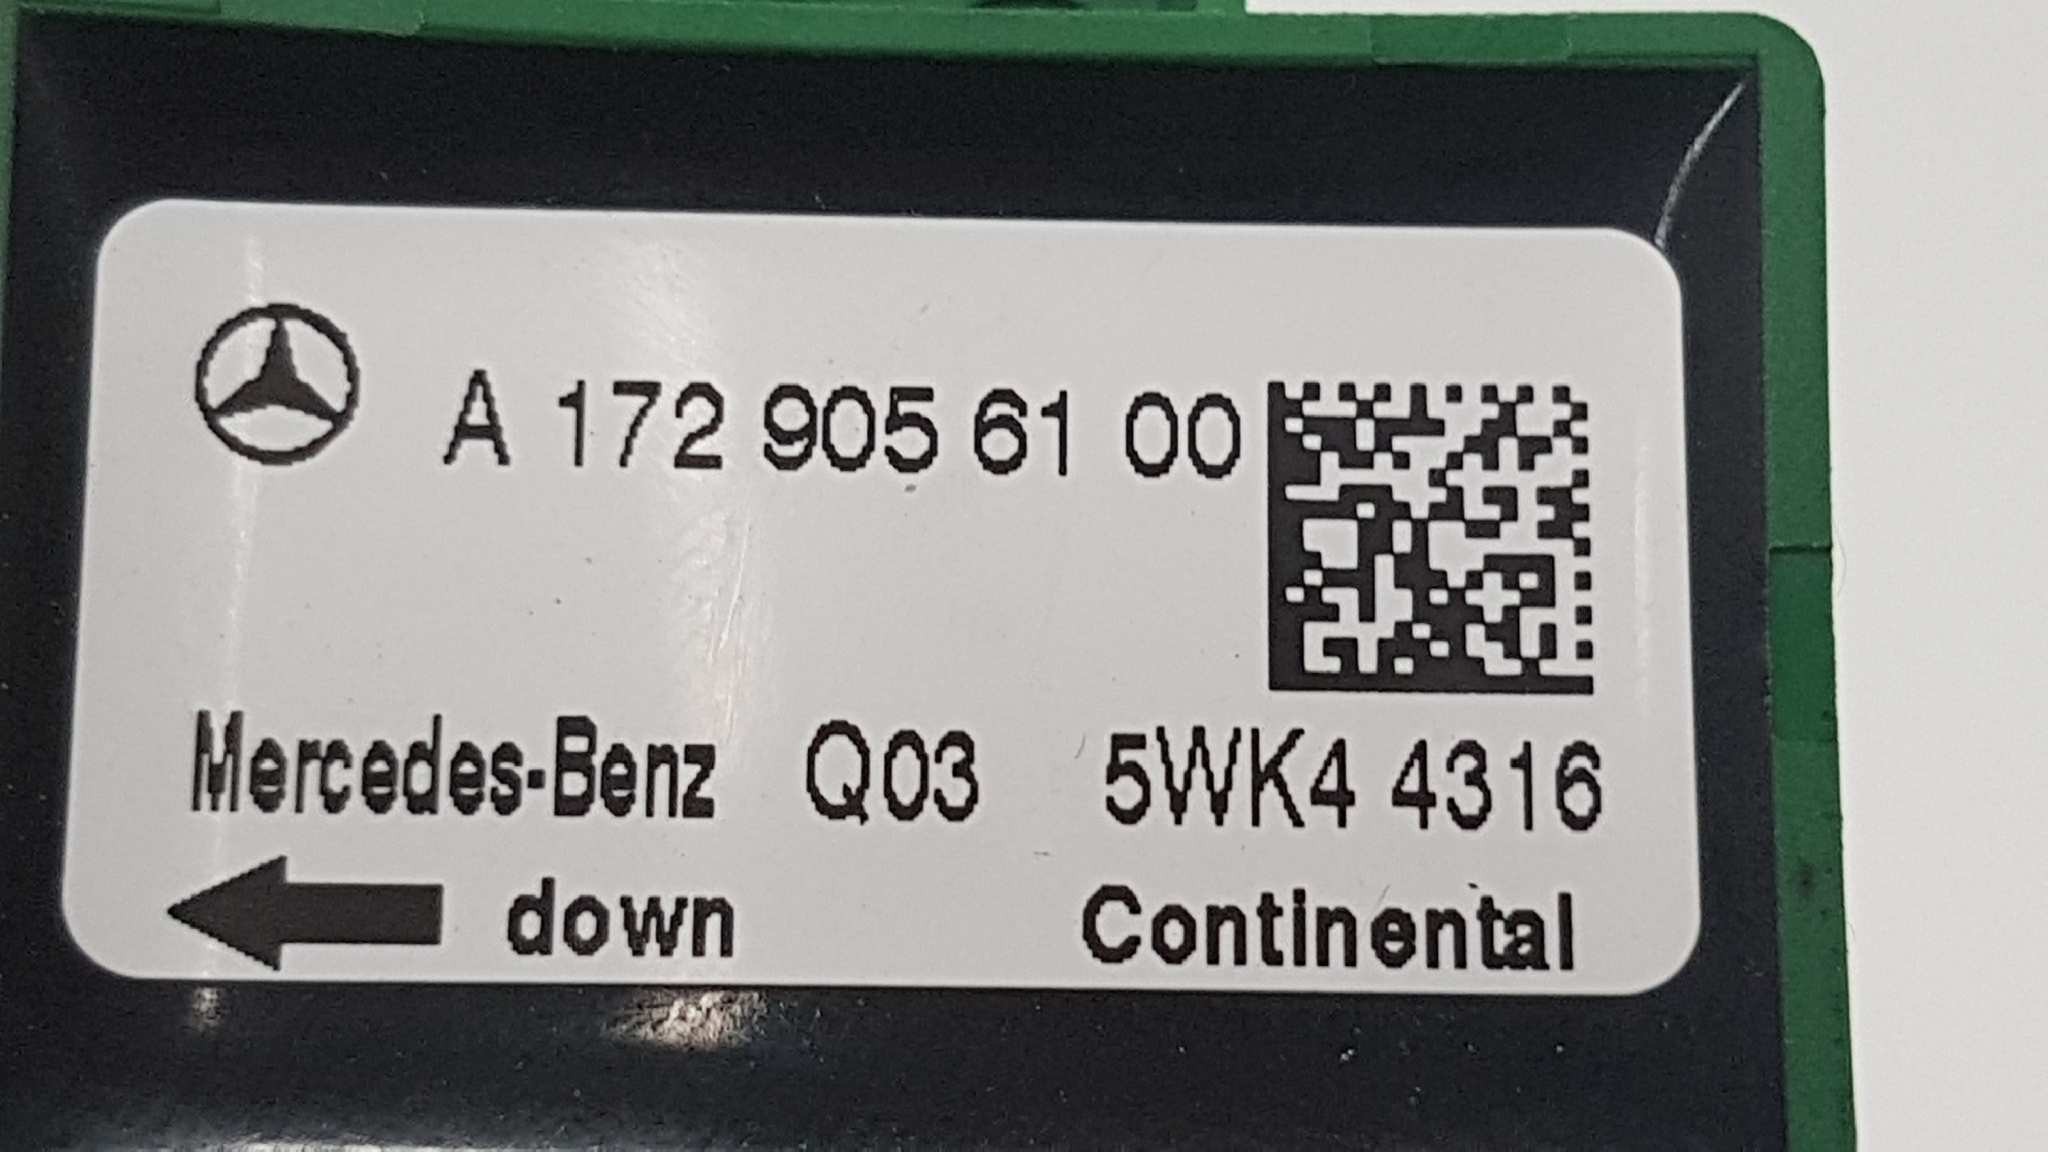 A 172 905 61 00
Mercedes-Benz Q03 5WK4 4316
down Continental